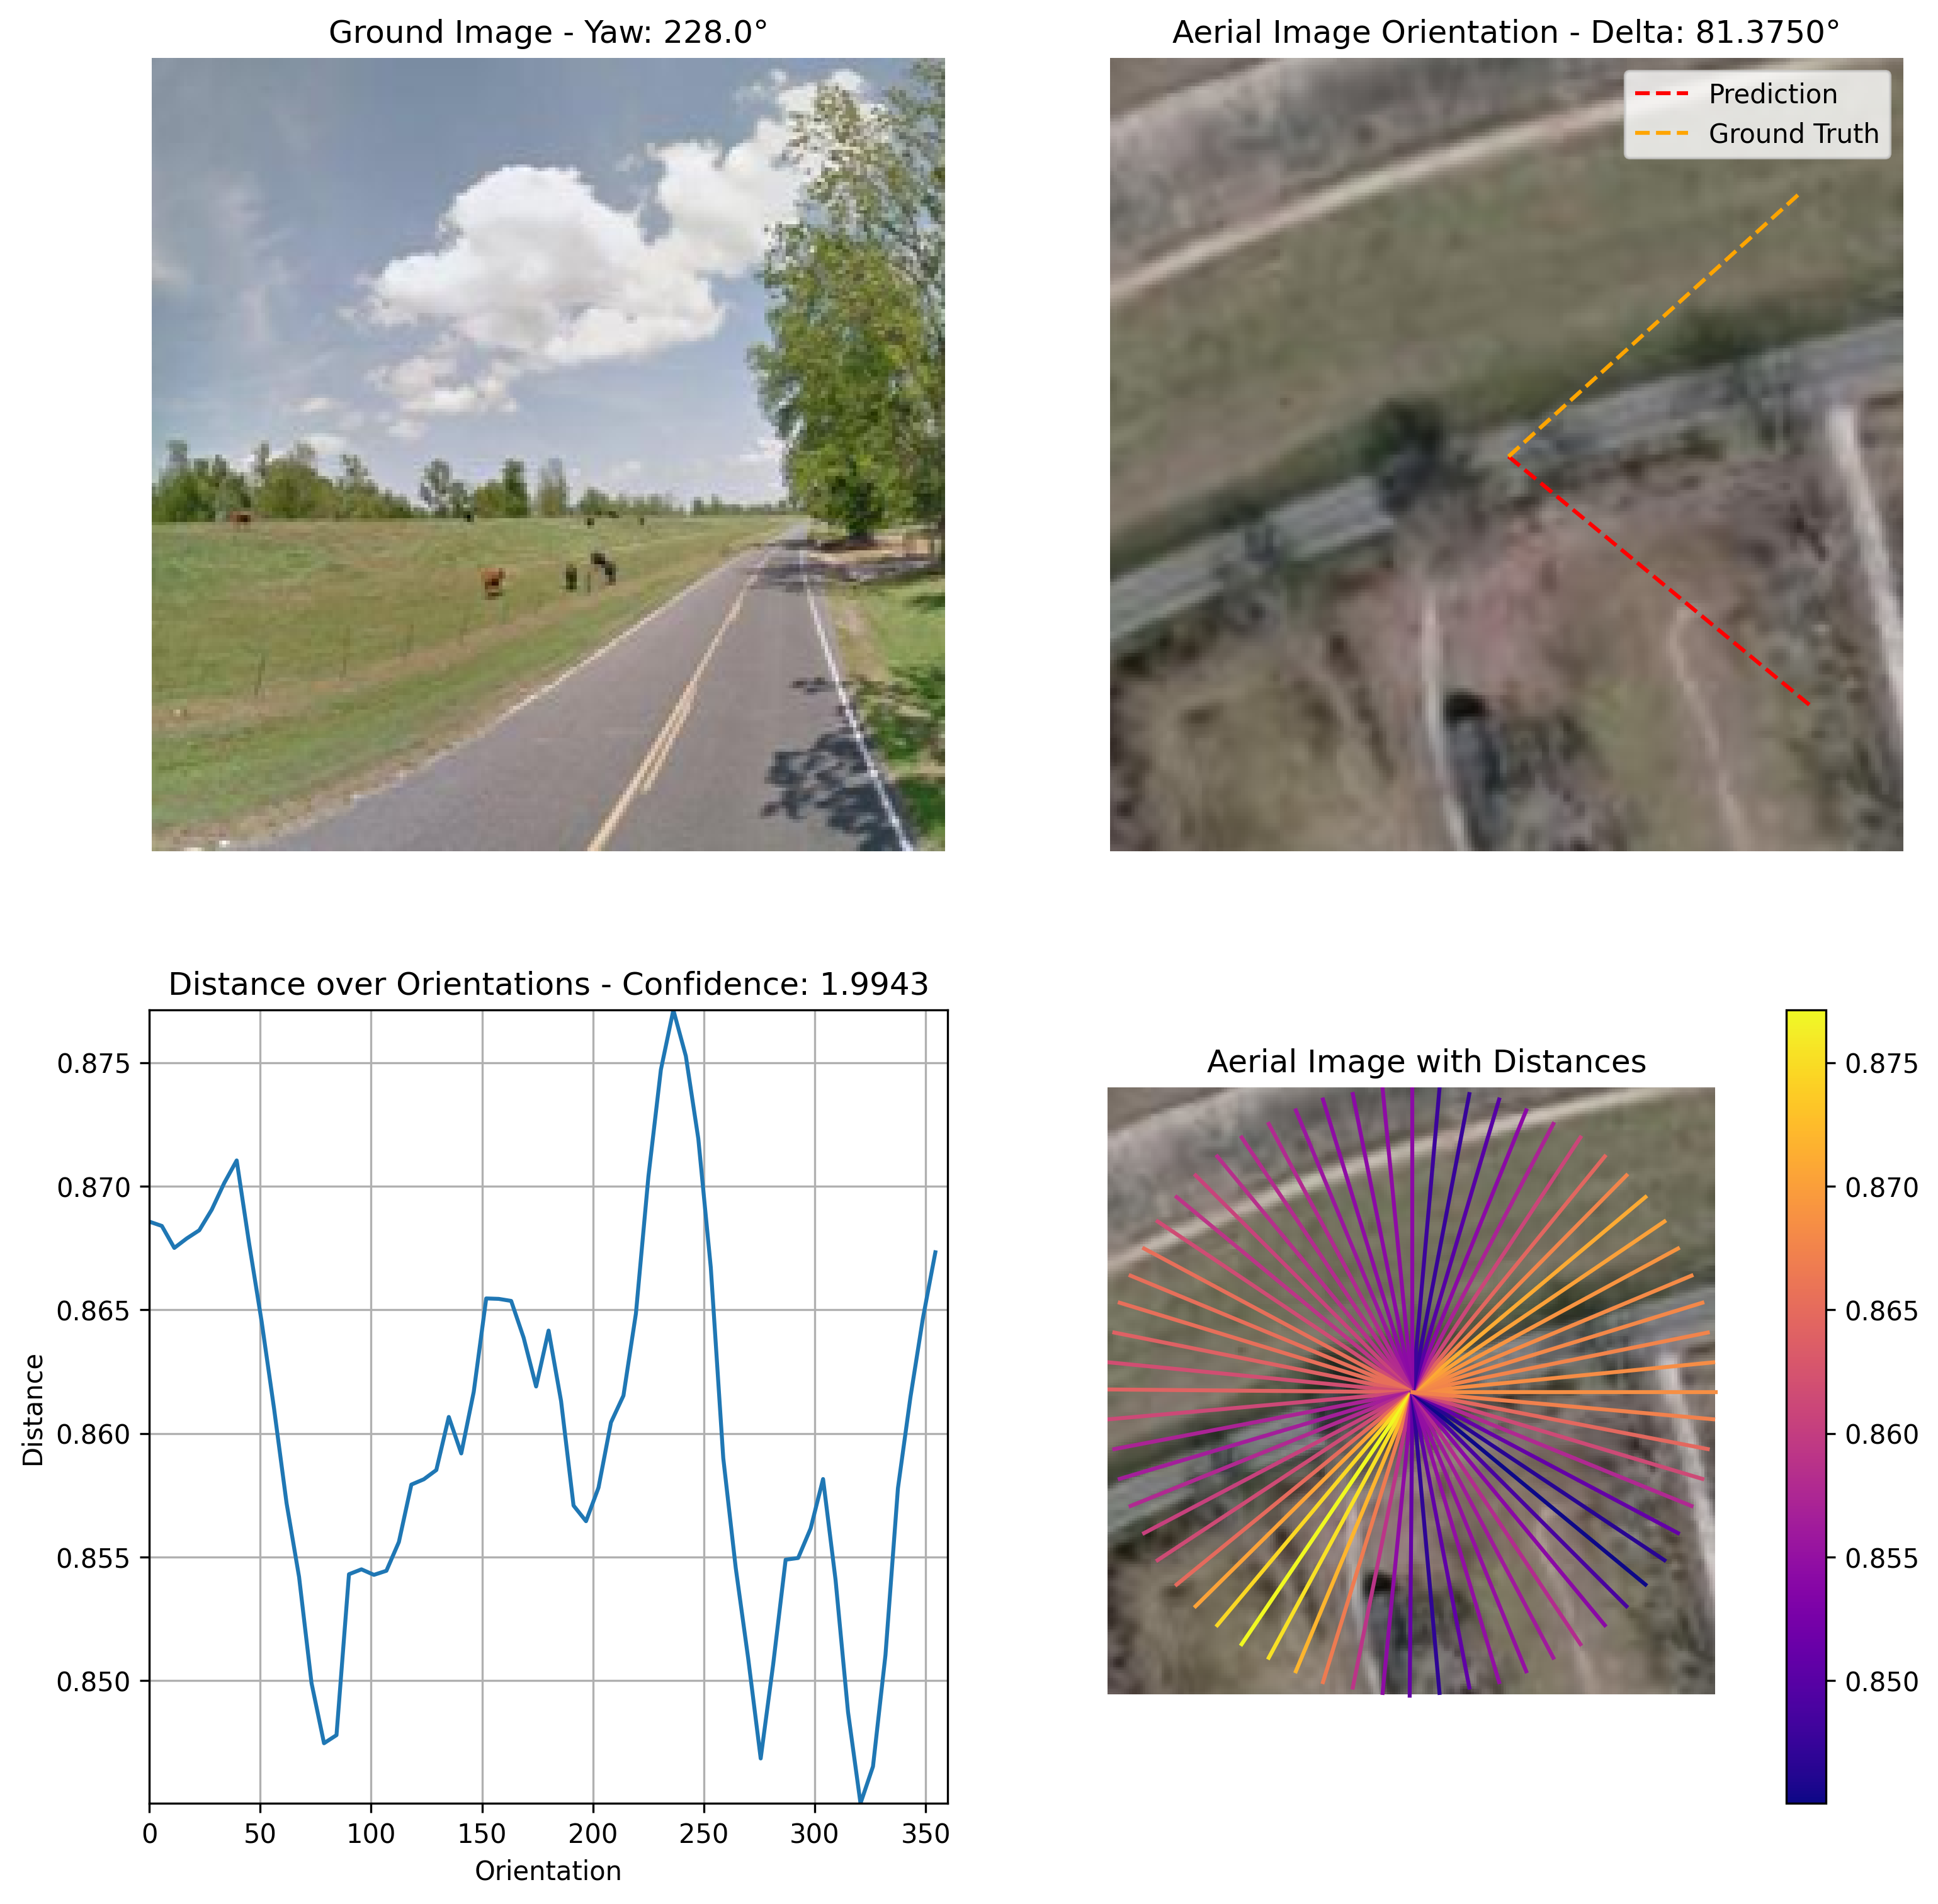 Ground Image - Yaw: 228.0°
Aerial Image Orientation - Delta: 81.3750°
Prediction
Ground Truth
Distance over Orientations - Confidence: 1.9943
0.875
0.870
0.865
0.860
0.855
0.850
Distance
0 50 100 150 200 250 300 350
Orientation
Aerial Image with Distances
0.875
0.870
0.865
0.860
0.855
0.850